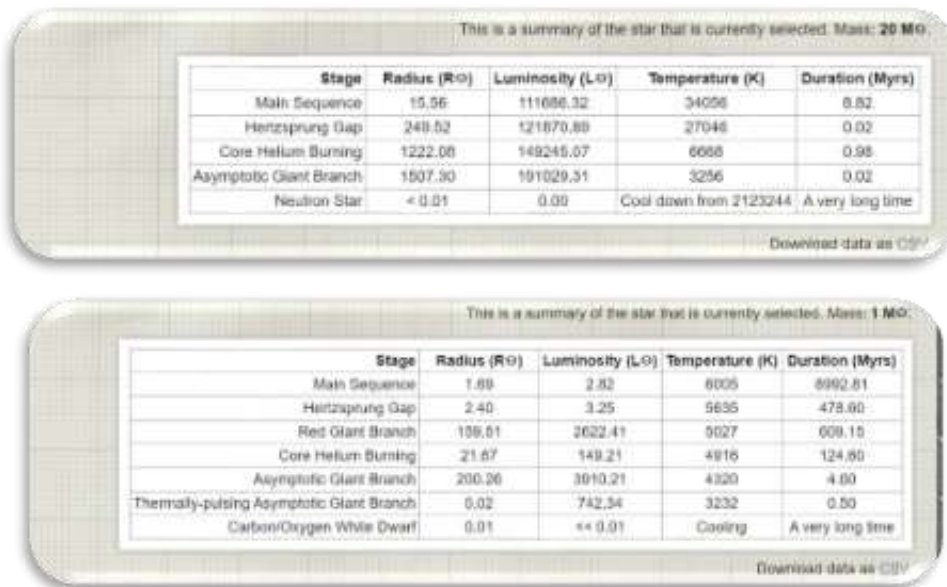 This is a summary of the star that is currently selected. Mass: 20 M⊙.
Stage Radius (R⊙) Luminosity (L⊙) Temperature (K) Duration (Myrs)
Main Sequence 15.56 111686.32 34056 8.82
Hertzsprung Gap 249.52 121870.89 27046 0.02
Core Helium Burning 1222.08 149245.07 6668 0.98
Asymptotic Giant Branch 1507.30 191029.31 3256 0.02
Neutron Star < 0.01 0.00 Cool down from 2123244 A very long time
Download data as CSV
This is a summary of the star that is currently selected. Mass: 1 M⊙.
Stage Radius (R⊙) Luminosity (L⊙) Temperature (K) Duration (Myrs)
Main Sequence 1.69 2.82 6005 8992.81
Hertzsprung Gap 2.40 3.25 5635 478.60
Red Giant Branch 2622.41 5027 609.15
Core Helium Burning 21.67 149.21 4916 124.80
Asymptotic Giant Branch 200.26 3910.21 4320 4.60
Thermally-pulsing Asymptotic Giant Branch 0.02 742.34 3232 0.50
Carbon/Oxygen White Dwarf 0.01 << 0.01 Cooling A very long time
Download data as CSV